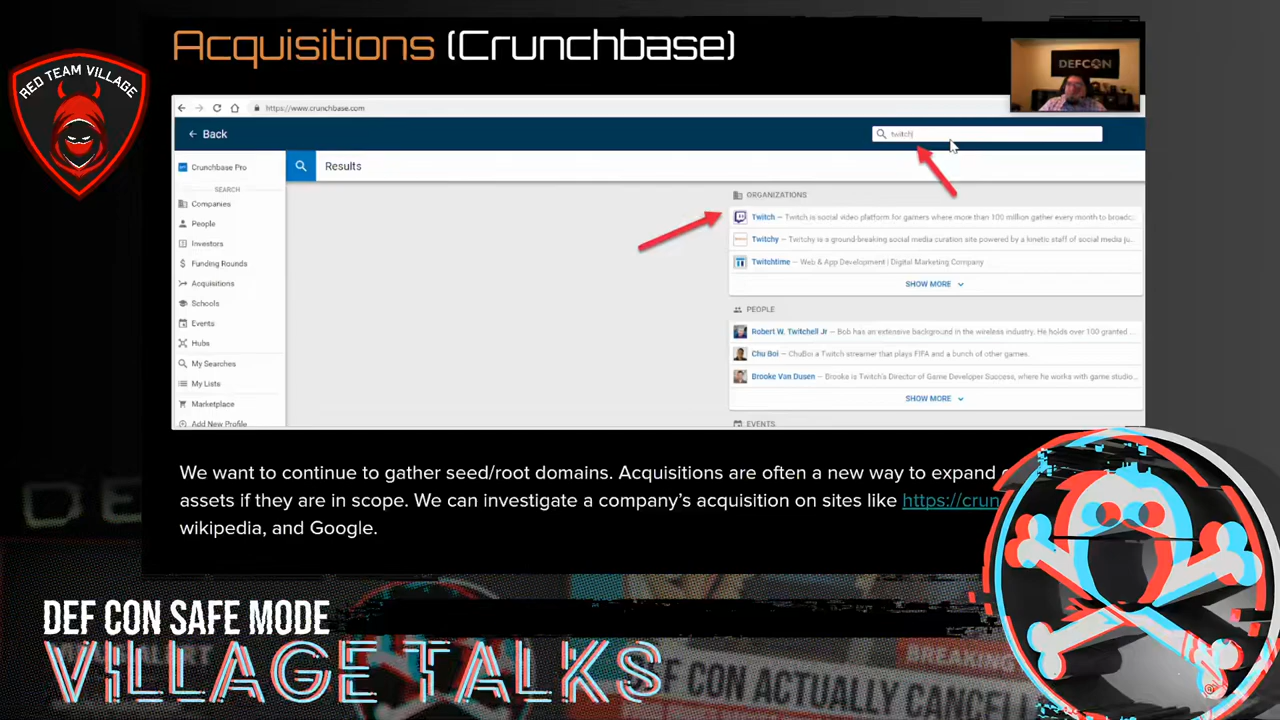 Acquisitions (Crunchbase)
RED TEAM VILLAGE
DEFCON
https://www.crunchbase.com
← Back
twitch
Crunchbase Pro
Results
SEARCH
Companies
People
Investors
Funding Rounds
Acquisitions
Schools
Events
Hubs
My Searches
My Lists
Marketplace
Add New Profile
ORGANIZATIONS
Twitch – Twitch is social video platform for gamers where more than 100 million gather every month to broadc...
Twitchy – Twitchy is a ground-breaking social media curation site powered by a kinetic staff of social media ju...
Twitchtime – Web & App Development | Digital Marketing Company
SHOW MORE
PEOPLE
Robert W. Twitchell Jr – Bob has an extensive background in the wireless industry. He holds over 100 granted ...
Chu Boi – ChuBoi a Twitch streamer that plays FIFA and a bunch of other games.
Brooke Van Dusen – Brooke is Twitch's Director of Game Developer Success, where he works with game studio...
SHOW MORE
EVENTS
We want to continue to gather seed/root domains. Acquisitions are often a new way to expand
assets if they are in scope. We can investigate a company's acquisition on sites like https://crun
wikipedia, and Google.
DEF CON SAFE MODE
VILLAGE TALKS
BREAKING
DEF CON ACTUALLY CANCEL